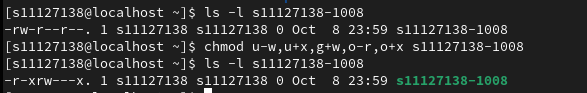 [s11127138@localhost ~]$ ls -l s11127138-1008
-rw-r--r--. 1 s11127138 s11127138 0 Oct  8 23:59 s11127138-1008
[s11127138@localhost ~]$ chmod u-w,u+x,g+w,o-r,o+x s11127138-1008
[s11127138@localhost ~]$ ls -l s11127138-1008
-r-xrw---x. 1 s11127138 s11127138 0 Oct  8 23:59 s11127138-1008
[s11127138@localhost ~]$